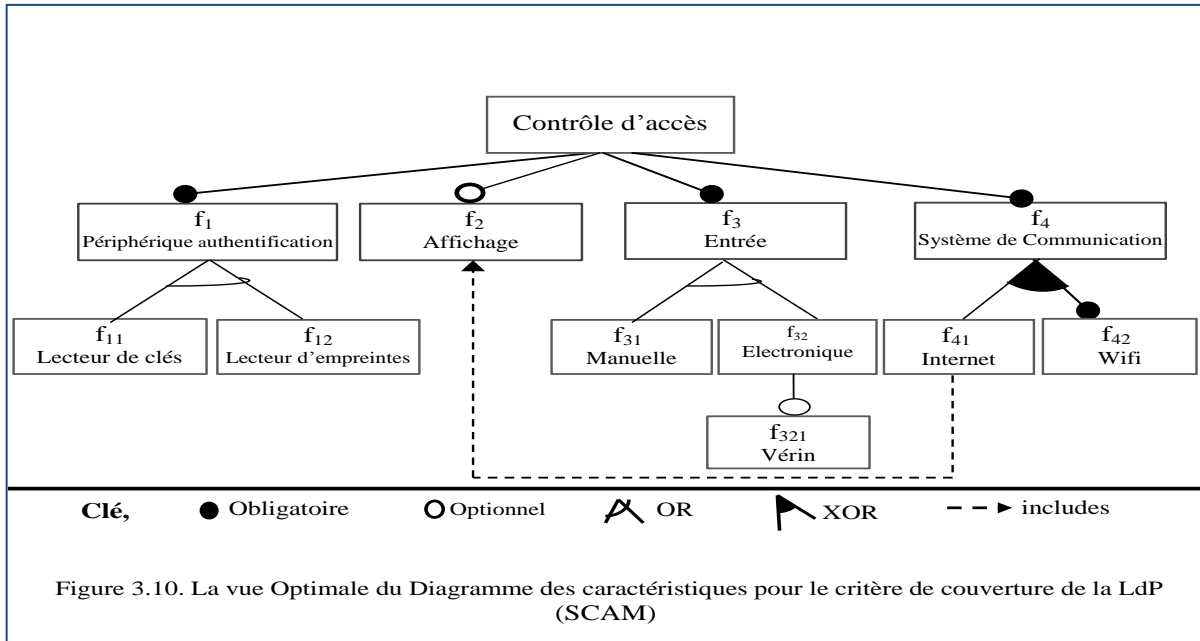 Contrôle d'accès
f1
Périphérique authentification
f2
Affichage
f3
Entrée
f4
Système de Communication
f11
Lecteur de clés
f12
Lecteur d'empreintes
f31
Manuelle
f32
Electronique
f41
Internet
f42
Wifi
f321
Vérin
Clé, Obligatoire Optionnel OR XOR includes
Figure 3.10. La vue Optimale du Diagramme des caractéristiques pour le critère de couverture de la LdP
(SCAM)